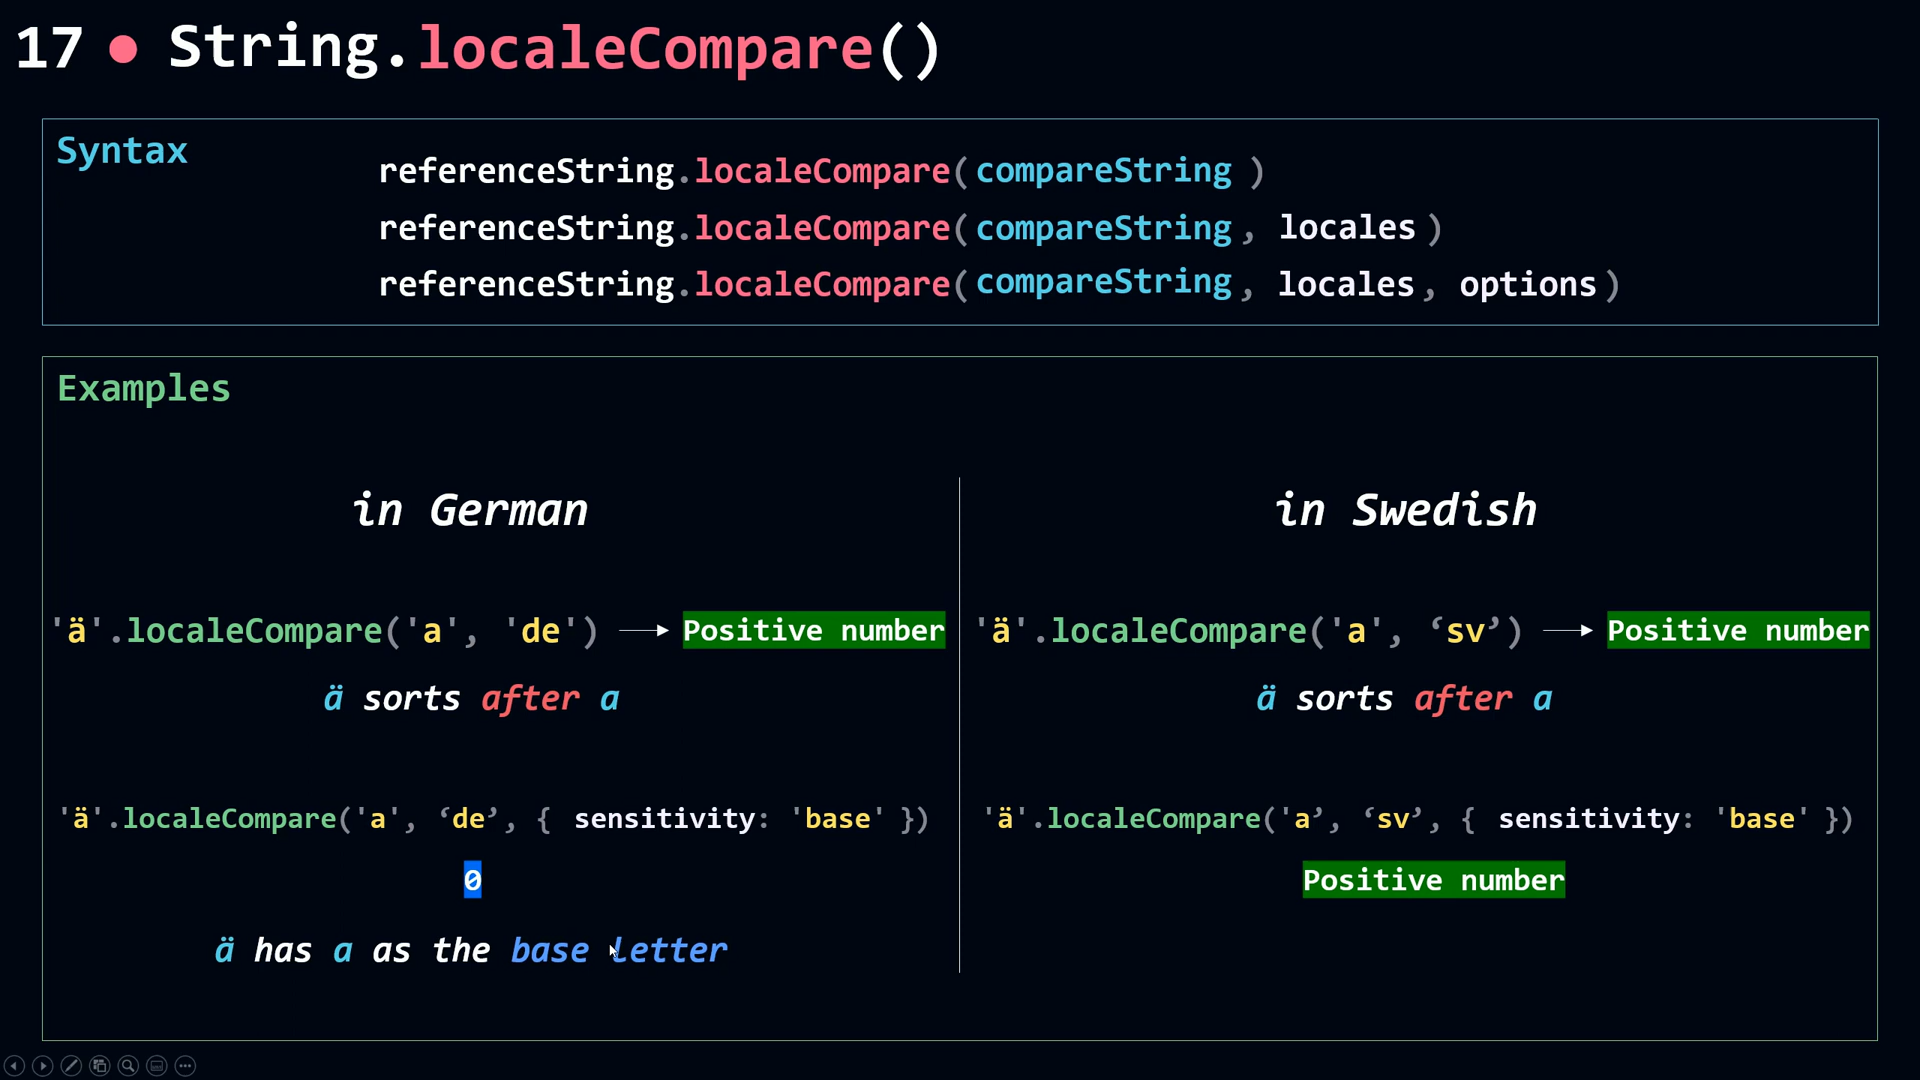 17 • String.localeCompare()
Syntax
referenceString.localeCompare(compareString )
referenceString.localeCompare(compareString, locales )
referenceString.localeCompare(compareString, locales, options )
Examples
in German
'ä'.localeCompare('a', 'de') → Positive number
ä sorts after a
'ä'.localeCompare('a', ‘de’, { sensitivity: 'base' })
0
ä has a as the base letter
in Swedish
'ä'.localeCompare('a', ‘sv’) → Positive number
ä sorts after a
'ä'.localeCompare('a’, ‘sv’, { sensitivity: 'base' })
Positive number